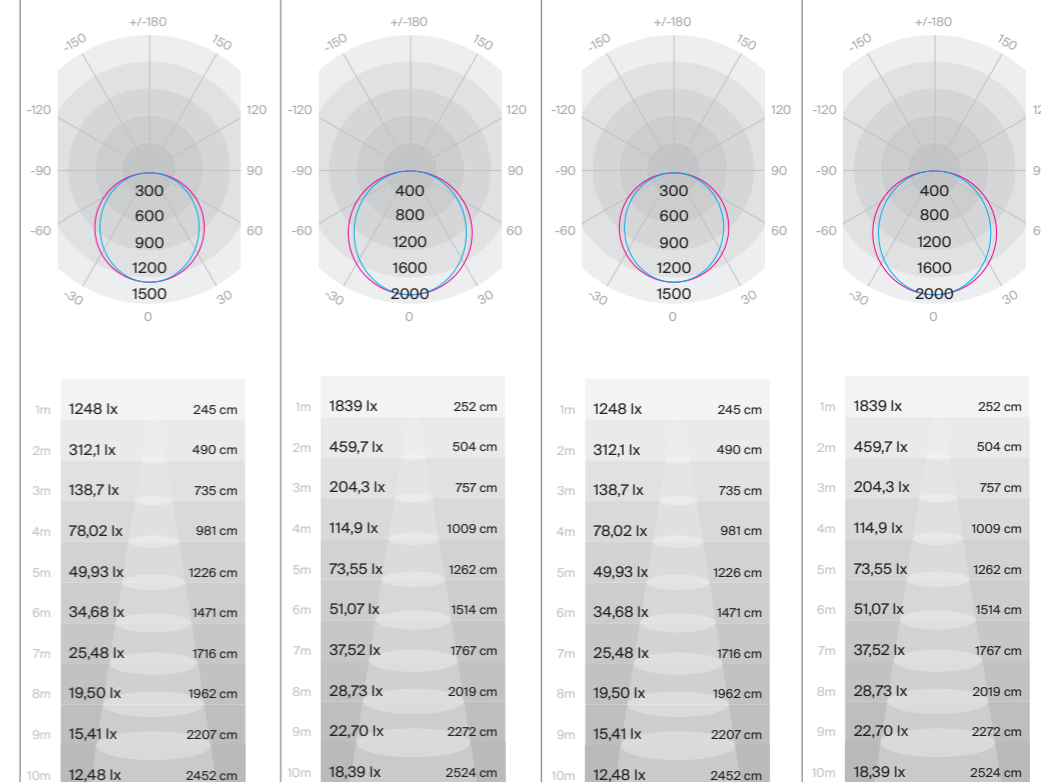 +/-180
-150 150
-120 120
-90 90
-60 60
-30 30
0
300
600
900
1200
1500
1m 1248 lx 245 cm
2m 312,1 lx 490 cm
3m 138,7 lx 735 cm
4m 78,02 lx 981 cm
5m 49,93 lx 1226 cm
6m 34,68 lx 1471 cm
7m 25,48 lx 1716 cm
8m 19,50 lx 1962 cm
9m 15,41 lx 2207 cm
10m 12,48 lx 2452 cm
+/-180
-150 150
-120 120
-90 90
-60 60
-30 30
0
400
800
1200
1600
2000
1m 1839 lx 252 cm
2m 459,7 lx 504 cm
3m 204,3 lx 757 cm
4m 114,9 lx 1009 cm
5m 73,55 lx 1262 cm
6m 51,07 lx 1514 cm
7m 37,52 lx 1767 cm
8m 28,73 lx 2019 cm
9m 22,70 lx 2272 cm
10m 18,39 lx 2524 cm
+/-180
-150 150
-120 120
-90 90
-60 60
-30 30
0
300
600
900
1200
1500
1m 1248 lx 245 cm
2m 312,1 lx 490 cm
3m 138,7 lx 735 cm
4m 78,02 lx 981 cm
5m 49,93 lx 1226 cm
6m 34,68 lx 1471 cm
7m 25,48 lx 1716 cm
8m 19,50 lx 1962 cm
9m 15,41 lx 2207 cm
10m 12,48 lx 2452 cm
+/-180
-150 150
-120
-90
-60
-30 30
0
400
800
1200
1600
2000
1m 1839 lx 252 cm
2m 459,7 lx 504 cm
3m 204,3 lx 757 cm
4m 114,9 lx 1009 cm
5m 73,55 lx 1262 cm
6m 51,07 lx 1514 cm
7m 37,52 lx 1767 cm
8m 28,73 lx 2019 cm
9m 22,70 lx 2272 cm
10m 18,39 lx 2524 cm